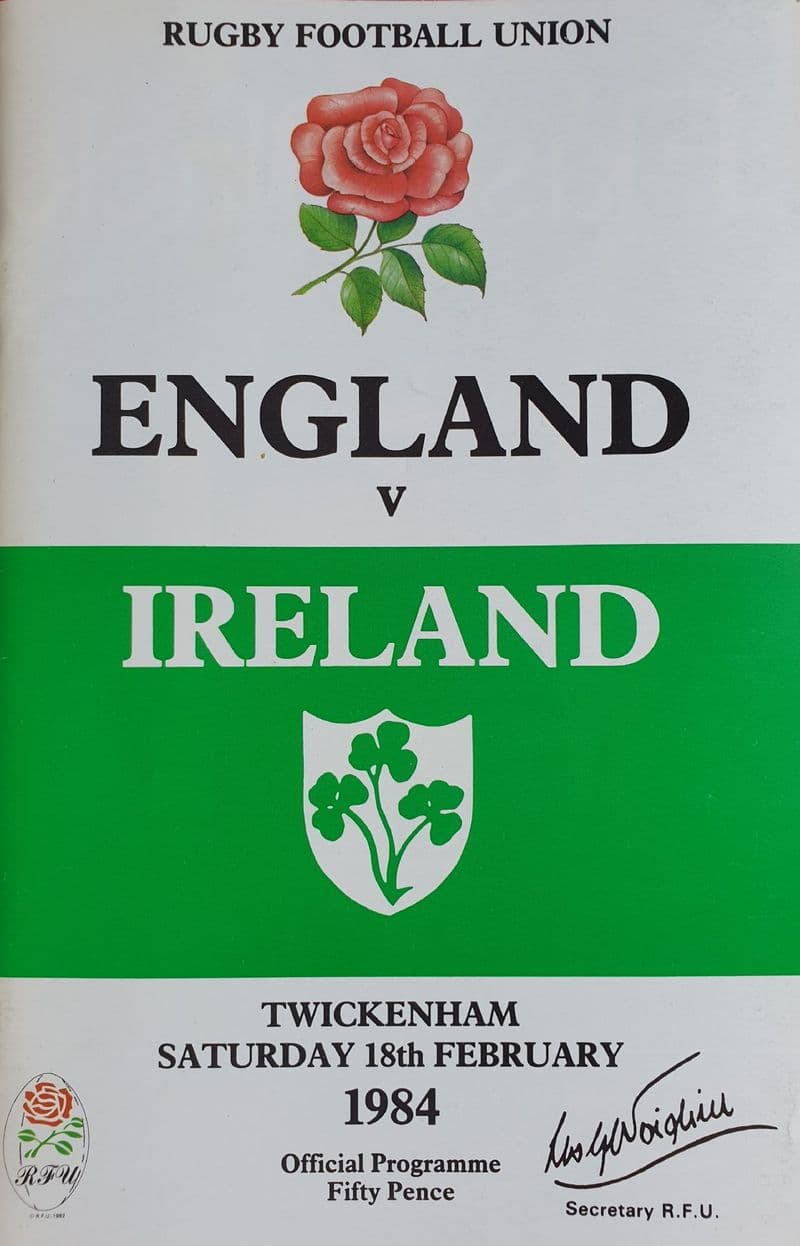 RUGBY FOOTBALL UNION
ENGLAND
v
IRELAND
TWICKENHAM
SATURDAY 18th FEBRUARY
1984
Official Programme
Fifty Pence
Secretary R.F.U.
RFU